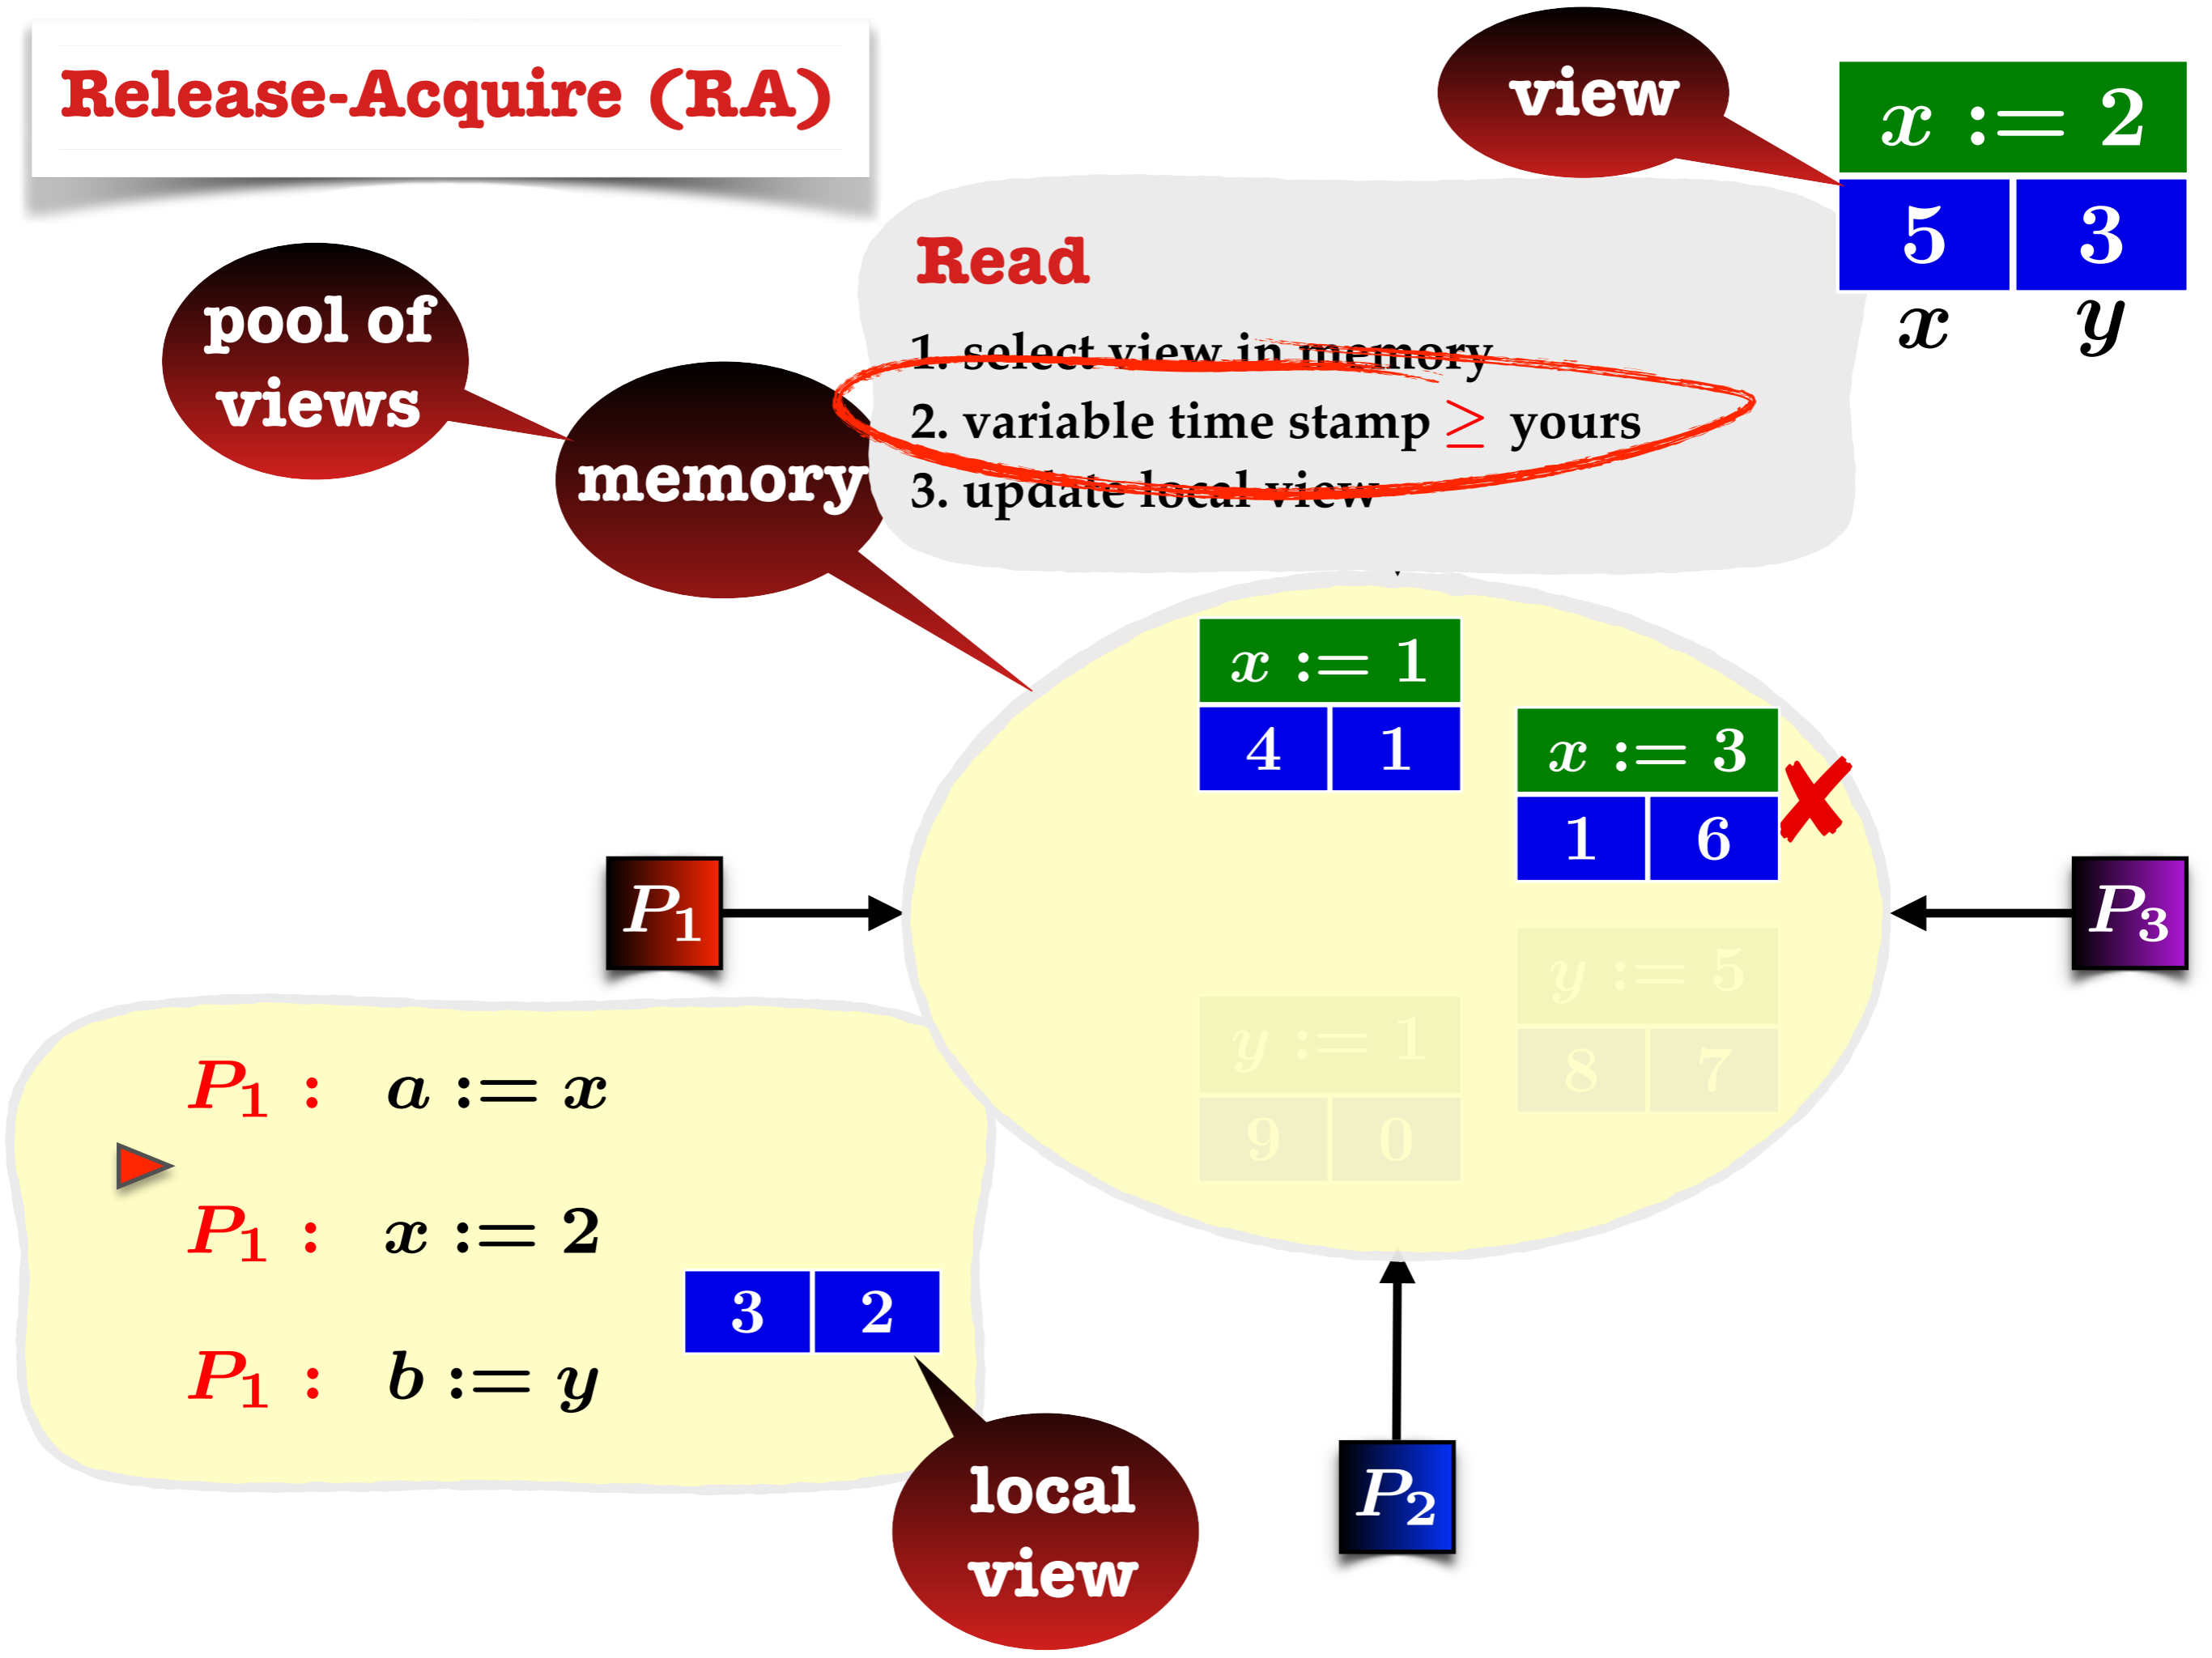 Release-Acquire (RA)
view
x := 2
5 3
x y
pool of
views
memory
Read
1. select view in memory
2. variable time stamp ≥ yours
3. update local view
x := 1
4 1
x := 3
1 6
P₁
P₃
y := 5
8 7
y := 1
9 0
P₁ : a := x
P₁ : x := 2
P₁ : b := y
3 2
local
view
P₂